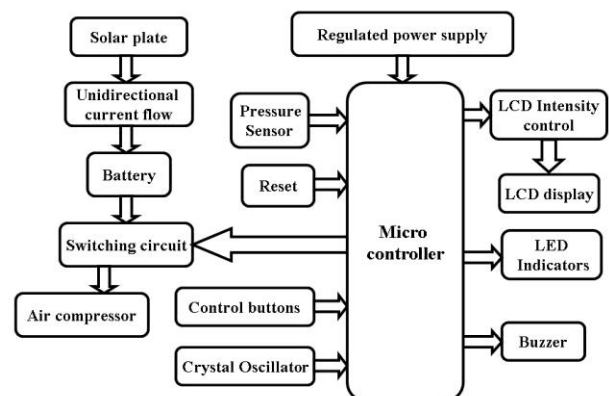 Solar plate
Regulated power supply
Unidirectional
current flow
Pressure
Sensor
LCD Intensity
control
Battery
Reset
LCD display
Switching circuit
Micro
controller
LED
Indicators
Air compressor
Control buttons
Buzzer
Crystal Oscillator